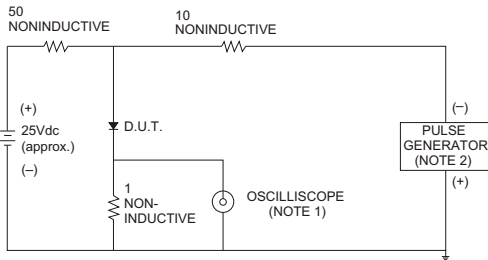 50
NONINDUCTIVE
10
NONINDUCTIVE
(+)
25Vdc
(approx.)
(–)
D.U.T.
1
NON-
INDUCTIVE
OSCILLISCOPE
(NOTE 1)
(–)
PULSE
GENERATOR
(NOTE 2)
(+)